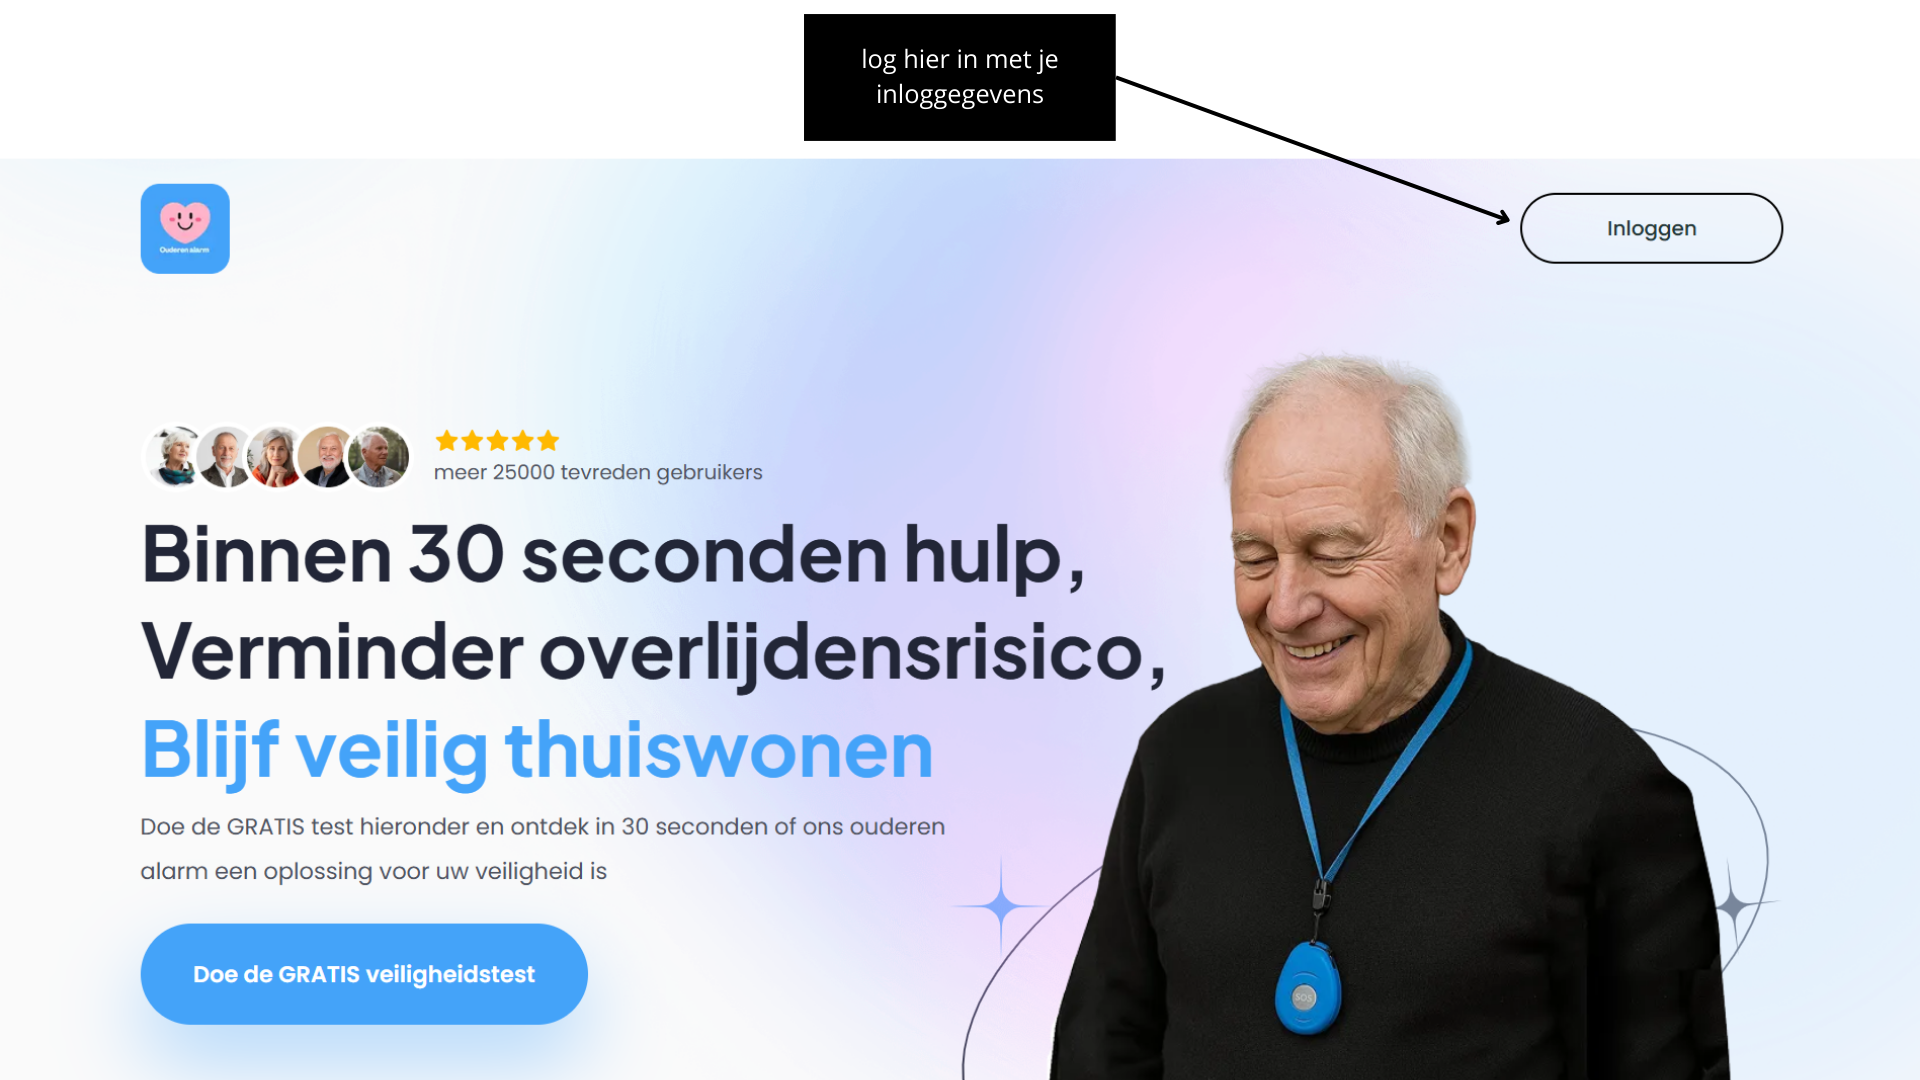 log hier in met je
inloggegevens
Ouderen alarm
Inloggen
meer 25000 tevreden gebruikers
Binnen 30 seconden hulp,
Verminder overlijdensrisico,
Blijf veilig thuiswonen
Doe de GRATIS test hieronder en ontdek in 30 seconden of ons ouderen
alarm een oplossing voor uw veiligheid is
Doe de GRATIS veiligheidstest
SOS